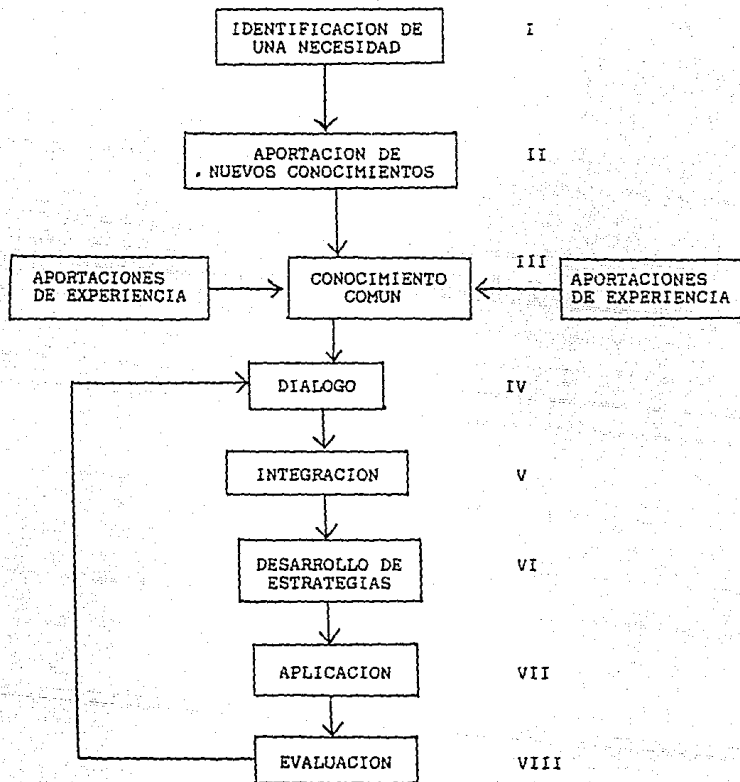 IDENTIFICACION DE
UNA NECESIDAD
I
APORTACION DE
. NUEVOS CONOCIMIENTOS
II
APORTACIONES
DE EXPERIENCIA
CONOCIMIENTO
COMUN
III
APORTACIONES
DE EXPERIENCIA
DIALOGO
IV
INTEGRACION
V
DESARROLLO DE
ESTRATEGIAS
VI
APLICACION
VII
EVALUACION
VIII